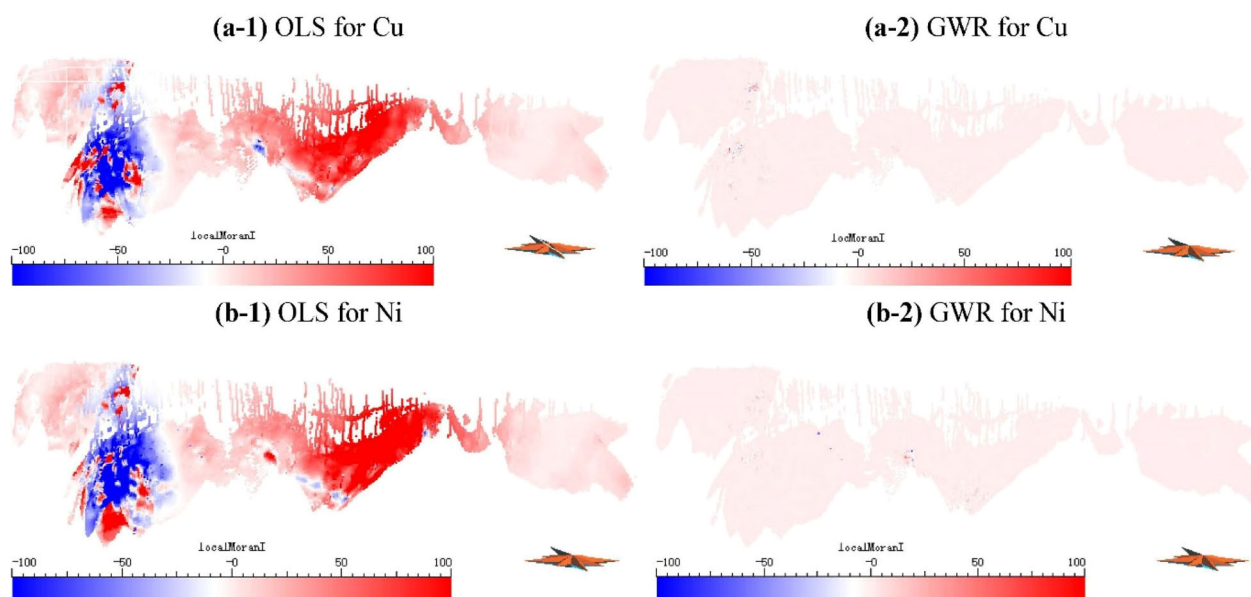 (a-1) OLS for Cu
(a-2) GWR for Cu
localMoranI
-100 -50 -0 50 100
locMoranI
-100 -50 -0 50 100
(b-1) OLS for Ni
(b-2) GWR for Ni
localMoranI
-100 -50 -0 50 100
localMoranI
-100 -50 -0 50 100